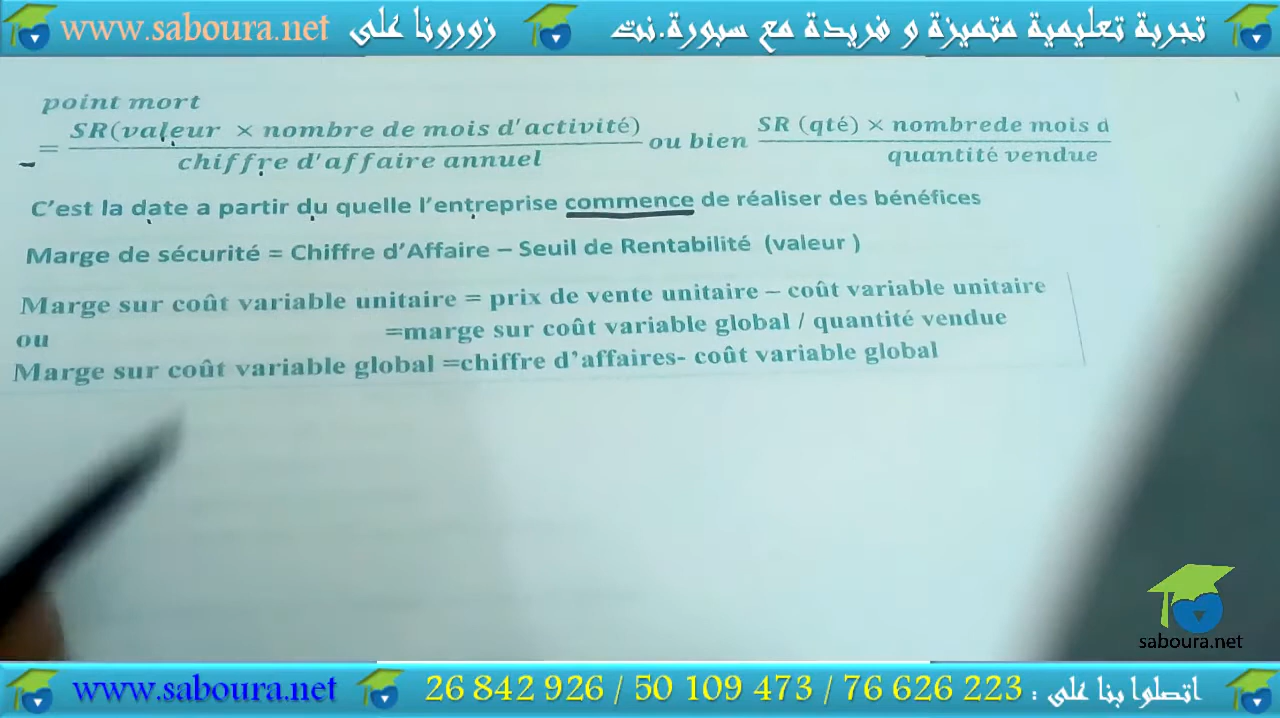 www.saboura.net زورونا على تجربة تعليمية متميزة و فريدة مع سبورة.نت
point mort
= SR(valeur × nombre de mois d'activité) / chiffre d'affaire annuel ou bien SR (qté) × nombrede mois d / quantité vendue
C'est la date a partir du quelle l'entreprise commence de réaliser des bénéfices
Marge de sécurité = Chiffre d'Affaire – Seuil de Rentabilité (valeur )
Marge sur coût variable unitaire = prix de vente unitaire – coût variable unitaire
ou =marge sur coût variable global / quantité vendue
Marge sur coût variable global =chiffre d'affaires- coût variable global
saboura.net
www.saboura.net 26 842 926 / 50 109 473 / 76 626 223 : اتصلوا بنا على